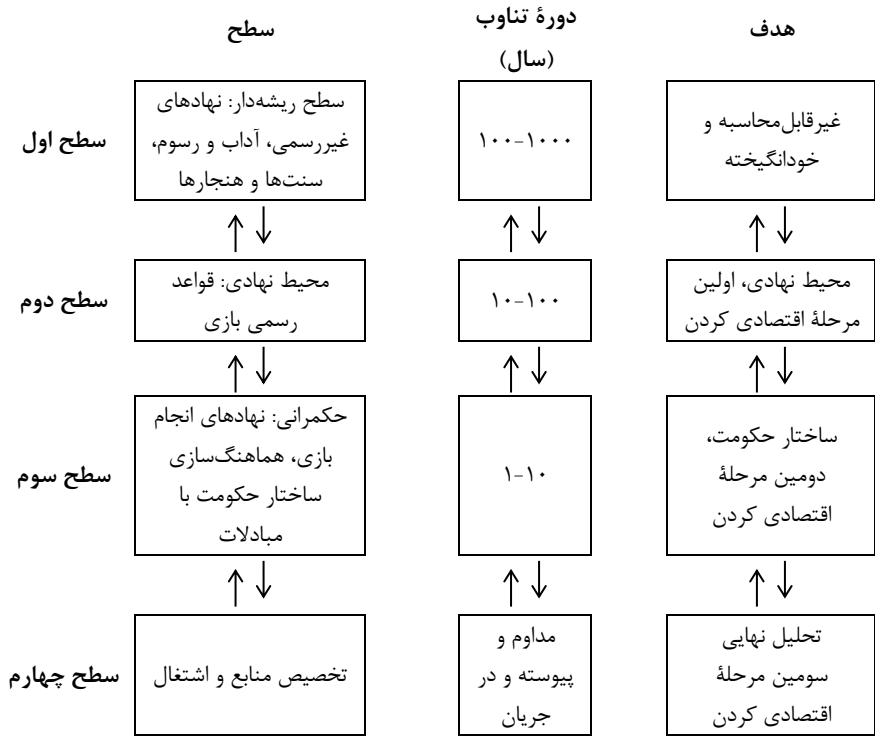 سطح
دورهٔ تناوب
(سال)
هدف
سطح اول
سطح ریشه‌دار: نهادهای
غیررسمی، آداب و رسوم،
سنت‌ها و هنجارها
۱۰۰-۱۰۰۰
غیرقابل‌محاسبه و
خودانگیخته
سطح دوم
محیط نهادی: قواعد
رسمی بازی
۱۰-۱۰۰
محیط نهادی، اولین
مرحلهٔ اقتصادی کردن
سطح سوم
حکمرانی: نهادهای انجام
بازی، هماهنگ‌سازی
ساختار حکومت با
مبادلات
۱-۱۰
ساختار حکومت،
دومین مرحلهٔ
اقتصادی کردن
سطح چهارم
تخصیص منابع و اشتغال
مداوم و
پیوسته و در
جریان
تحلیل نهایی
سومین مرحلهٔ
اقتصادی کردن